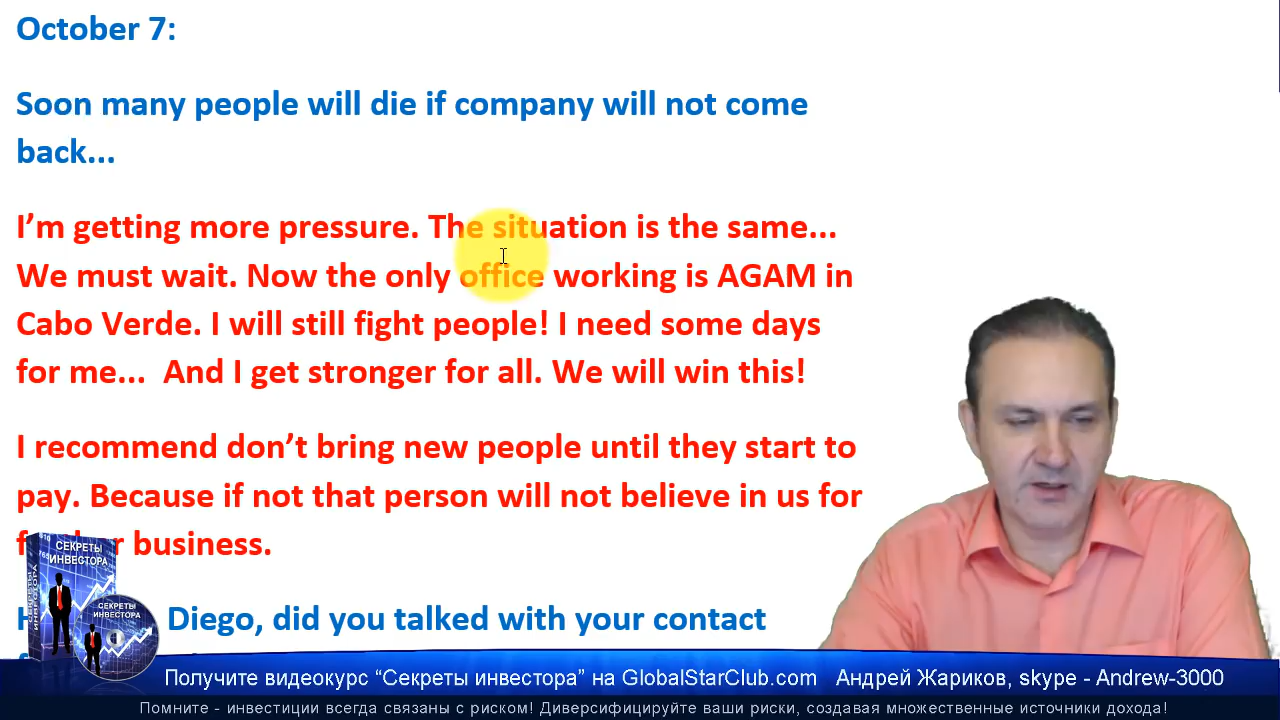 October 7:
Soon many people will die if company will not come
back...
I'm getting more pressure. The situation is the same...
We must wait. Now the only office working is AGAM in
Cabo Verde. I will still fight people! I need some days
for me... And I get stronger for all. We will win this!
I recommend don't bring new people until they start to
pay. Because if not that person will not believe in us for
business.
Diego, did you talked with your contact
СЕКРЕТЫ
ИНВЕСТОРА
СЕКРЕТЫ
ИНВЕСТОРА
Получите видеокурс “Секреты инвестора” на GlobalStarClub.com Андрей Жариков, skype - Andrew-3000
Помните - инвестиции всегда связаны с риском! Диверсифицируйте ваши риски, создавая множественные источники дохода!